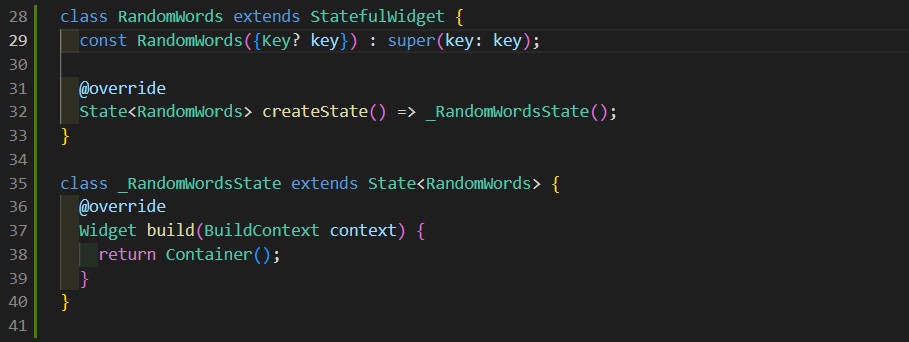 28 class RandomWords extends StatefulWidget {
29   const RandomWords({Key? key}) : super(key: key);
30
31   @override
32   State<RandomWords> createState() => _RandomWordsState();
33 }
34
35 class _RandomWordsState extends State<RandomWords> {
36   @override
37   Widget build(BuildContext context) {
38     return Container();
39   }
40 }
41